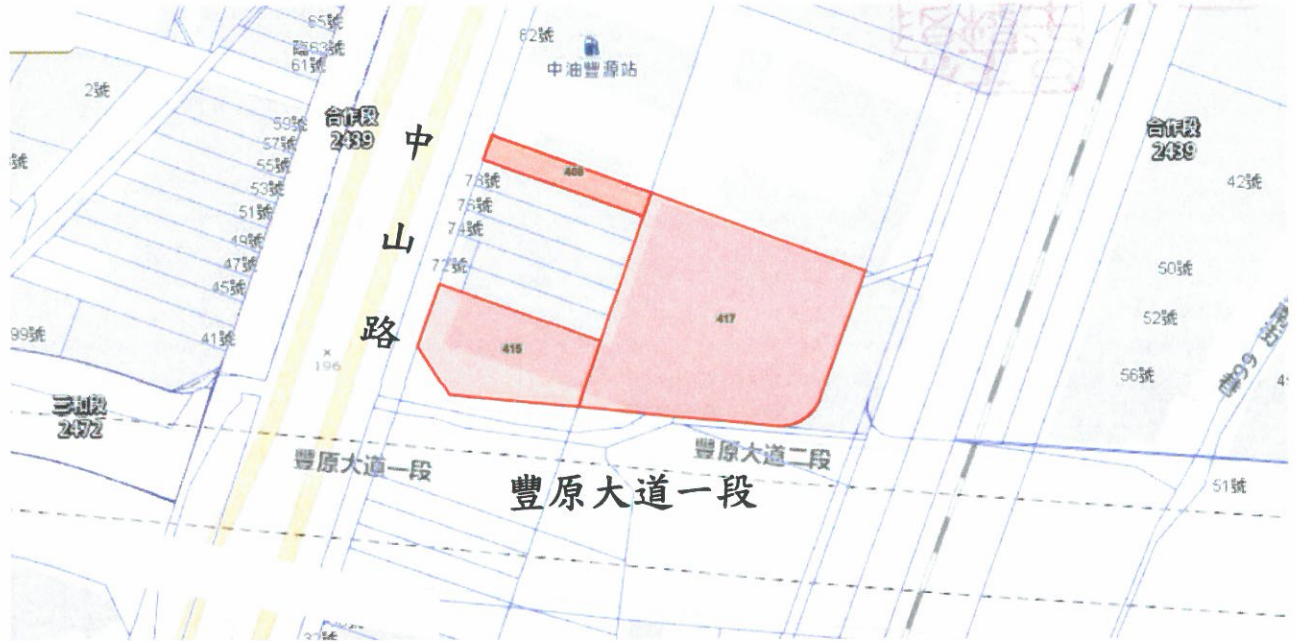 65號
臨63號
61號
62號
中油豐源站
2號
59號
57號
55號
53號
51號
49號
47號
45號
41號
合作段
2439
中
山
路
408
78號
76號
74號
72號
415
417
合作段
2439
42號
50號
52號
56號
99號
196
三和段
2472
豐原大道一段
豐原大道二段
豐原大道一段
51號